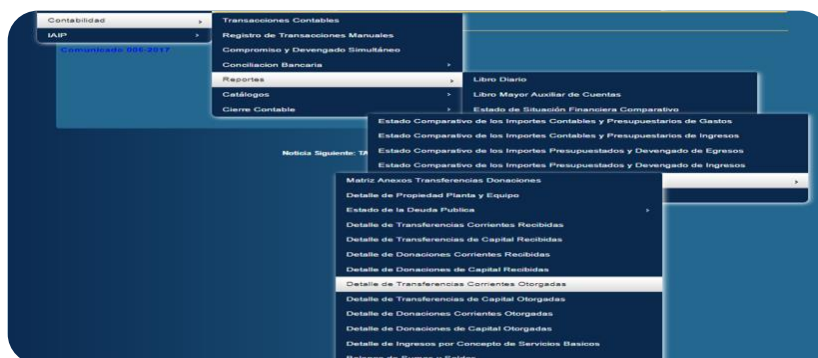 Contabilidad
IAIP
Comunicado 006-2017
Transacciones Contables
Registro de Transacciones Manuales
Compromiso y Devengado Simultáneo
Conciliacion Bancaria
Reportes
Catálogos
Cierre Contable
Libro Diario
Libro Mayor Auxiliar de Cuentas
Estado de Situación Financiera Comparativo
Noticia Siguiente: TA
Estado Comparativo de los Importes Contables y Presupuestarios de Gastos
Estado Comparativo de los Importes Contables y Presupuestarios de Ingresos
Estado Comparativo de los Importes Presupuestados y Devengado de Egresos
Estado Comparativo de los Importes Presupuestados y Devengado de Ingresos
Matriz Anexos Transferencias Donaciones
Detalle de Propiedad Planta y Equipo
Estado de la Deuda Publica
Detalle de Transferencias Corrientes Recibidas
Detalle de Transferencias de Capital Recibidas
Detalle de Donaciones Corrientes Recibidas
Detalle de Donaciones de Capital Recibidas
Detalle de Transferencias Corrientes Otorgadas
Detalle de Transferencias de Capital Otorgadas
Detalle de Donaciones Corrientes Otorgadas
Detalle de Donaciones de Capital Otorgadas
Detalle de Ingresos por Concepto de Servicios Basicos
Balance de Sumas y Saldos